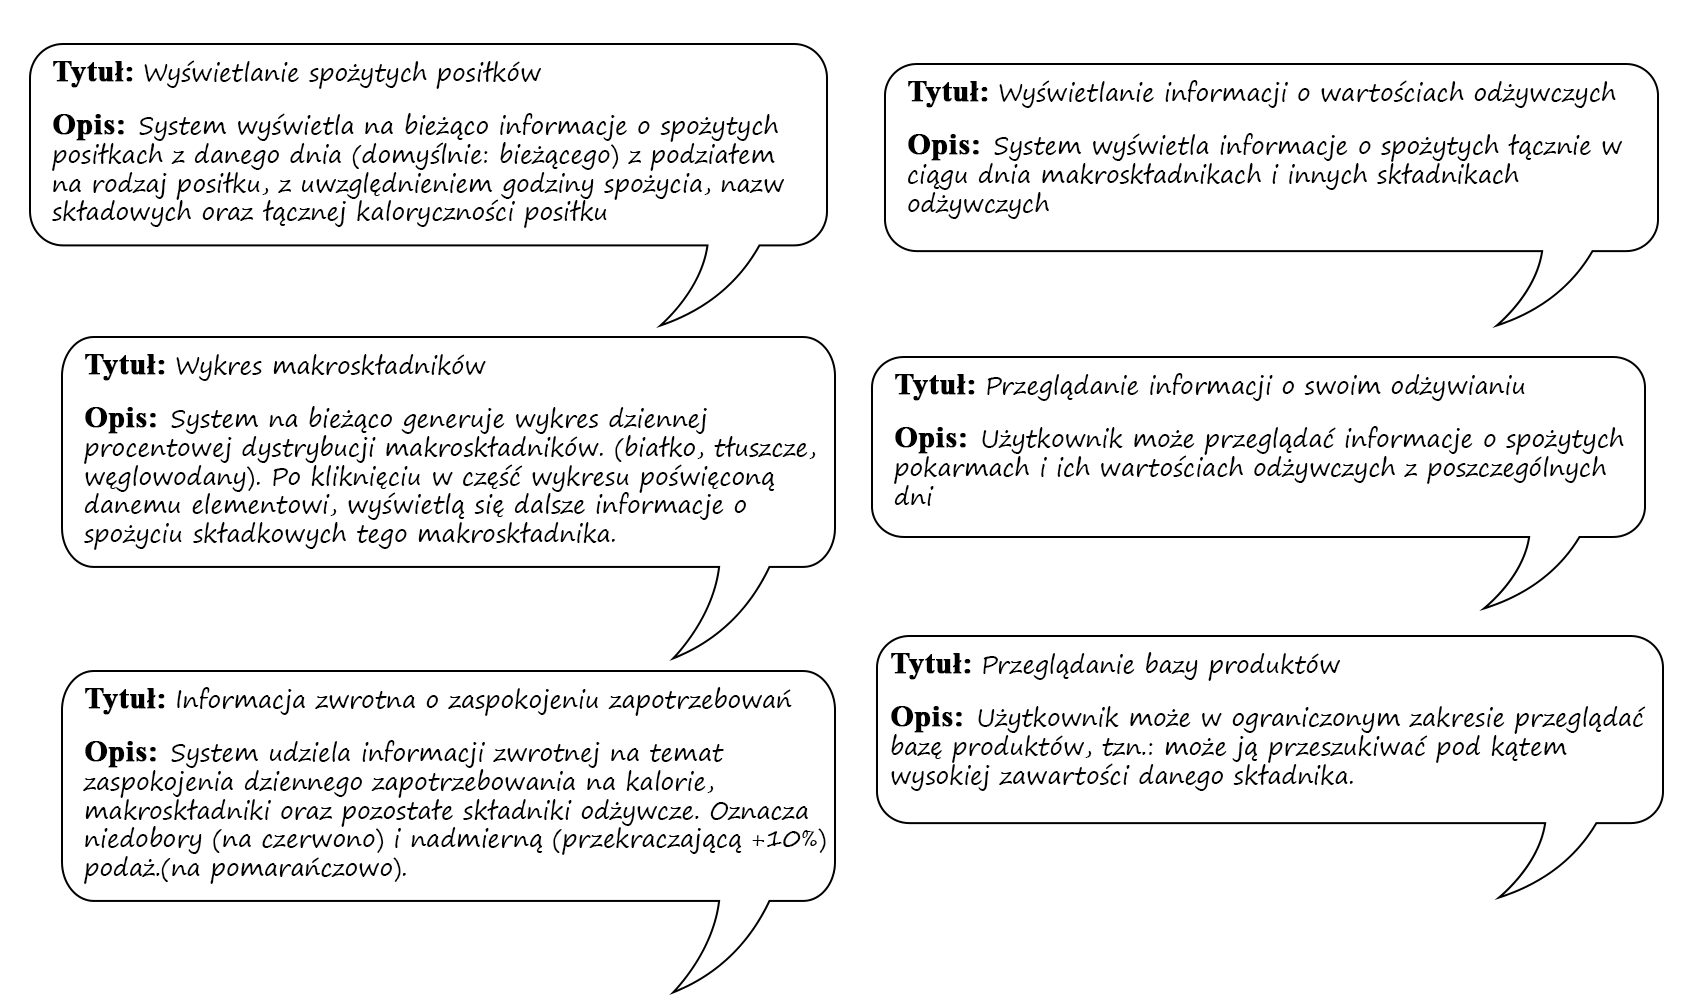 Tytuł: Wyświetlanie spożytych posiłków
Opis: System wyświetla na bieżąco informacje o spożytych
posiłkach z danego dnia (domyślnie: bieżącego) z podziałem
na rodzaj posiłku, z uwzględnieniem godziny spożycia, nazw
składowych oraz łącznej kaloryczności posiłku
Tytuł: Wykres makroskładników
Opis: System na bieżąco generuje wykres dziennej
procentowej dystrybucji makroskładników. (białko, tłuszcze,
węglowodany). Po kliknięciu w część wykresu poświęconą
danemu elementowi, wyświetlą się dalsze informacje o
spożyciu składkowych tego makroskładnika.
Tytuł: Informacja zwrotna o zaspokojeniu zapotrzebowań
Opis: System udziela informacji zwrotnej na temat
zaspokojenia dziennego zapotrzebowania na kalorie,
makroskładniki oraz pozostałe składniki odżywcze. Oznacza
niedobory (na czerwono) i nadmierną (przekraczającą +10%)
podaż.(na pomarańczowo).
Tytuł: Wyświetlanie informacji o wartościach odżywczych
Opis: System wyświetla informacje o spożytych łącznie w
ciągu dnia makroskładnikach i innych składnikach
odżywczych
Tytuł: Przeglądanie informacji o swoim odżywianiu
Opis: Użytkownik może przeglądać informacje o spożytych
pokarmach i ich wartościach odżywczych z poszczególnych
dni
Tytuł: Przeglądanie bazy produktów
Opis: Użytkownik może w ograniczonym zakresie przeglądać
bazę produktów, tzn.: może ją przeszukiwać pod kątem
wysokiej zawartości danego składnika.